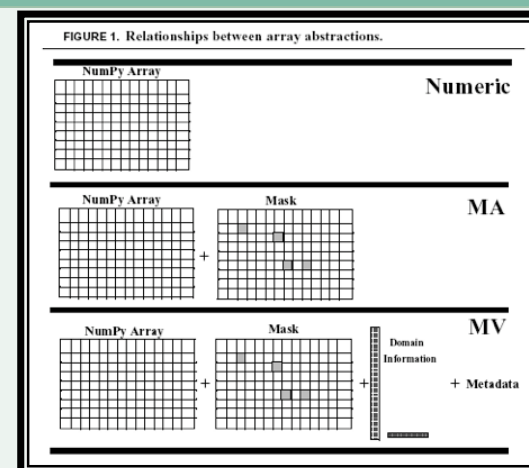 FIGURE 1. Relationships between array abstractions.
NumPy Array
Numeric
NumPy Array
+
Mask
MA
NumPy Array
+
Mask
+
Domain
Information
+ Metadata
MV